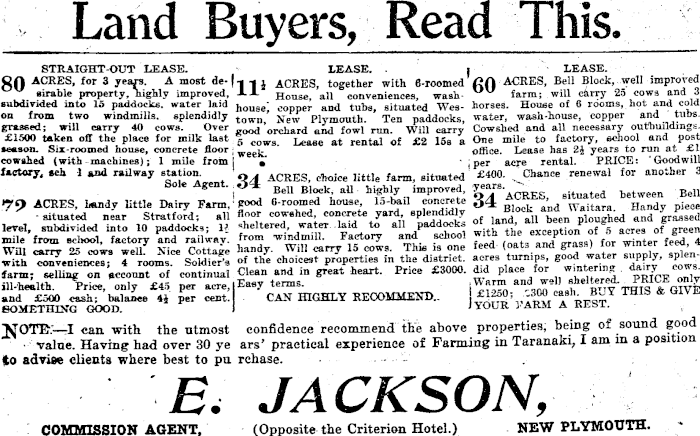 Land Buyers, Read This.
STRAIGHT-OUT LEASE.
80 ACRES, for 3 years. A most de-
sirable property, highly improved,
subdivided into 15 paddocks, water laid
on from two windmills, splendidly
grassed; will carry 40 cows. Over
£1500 taken off the place for milk last
season. Six-roomed house, concrete floor
cowshed (with machines); 1 mile from
factory, sch l and railway station.
Sole Agent.
79 ACRES, handy little Dairy Farm,
situated near Stratford; all
level, subdivided into 10 paddocks; 1½
mile from school, factory and railway.
Will carry 25 cows well. Nice Cottage
with conveniences; 4 rooms. Soldier's
farm; selling on account of continual
ill-health. Price, only £45 per acre,
and £500 cash; balance 4½ per cent.
SOMETHING GOOD.
LEASE.
11½ ACRES, together with 6-roomed
House, all conveniences, wash-
house, copper and tubs, situated Wes-
town, New Plymouth. Ten paddocks,
good orchard and fowl run. Will carry
5 cows. Lease at rental of £2 15s a
week.
34 ACRES, choice little farm, situated
Bell Block, all highly improved,
good 6-roomed house, 15-bail concrete
floor cowshed, concrete yard, splendidly
sheltered, water laid to all paddocks
from windmill. Factory and school
handy. Will carry 15 cows. This is one
of the choicest properties in the district.
Clean and in great heart. Price £3000.
Easy terms.
CAN HIGHLY RECOMMEND.
LEASE.
60 ACRES, Bell Block, well improved
farm; will carry 25 cows and 3
horses. House of 6 rooms, hot and cold
water, wash-house, copper and tubs.
Cowshed and all necessary outbuildings.
One mile to factory, school and post
office. Lease has 2½ years to run at £1
per acre rental. PRICE: Goodwill
£400. Chance renewal for another 3
years.
34 ACRES, situated between Bell
Block and Waitara. Handy piece
of land, all been ploughed and grassed
with the exception of 5 acres of green
feed (oats and grass) for winter feed, 4
acres turnips, good water supply, splen-
did place for wintering dairy cows.
Warm and well sheltered. PRICE only
£1250; £300 cash. BUY THIS & GIVE
YOUR FARM A REST.
NOTE:—I can with the utmost confidence recommend the above properties, being of sound good
value. Having had over 30 ye ars' practical experience of Farming in Taranaki, I am in a position
to advise clients where best to pu rchase.
E. JACKSON,
COMMISSION AGENT, (Opposite the Criterion Hotel.) NEW PLYMOUTH.